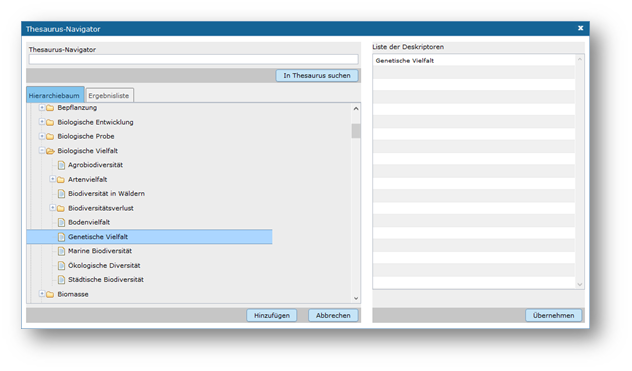 Thesaurus-Navigator
Thesaurus-Navigator
In Thesaurus suchen
Hierarchiebaum
Ergebnisliste
Bepflanzung
Biologische Entwicklung
Biologische Probe
Biologische Vielfalt
Agrobiodiversität
Artenvielfalt
Biodiversität in Wäldern
Biodiversitätsverlust
Bodenvielfalt
Genetische Vielfalt
Marine Biodiversität
Ökologische Diversität
Städtische Biodiversität
Biomasse
Hinzufügen
Abbrechen
Liste der Deskriptoren
Genetische Vielfalt
Übernehmen